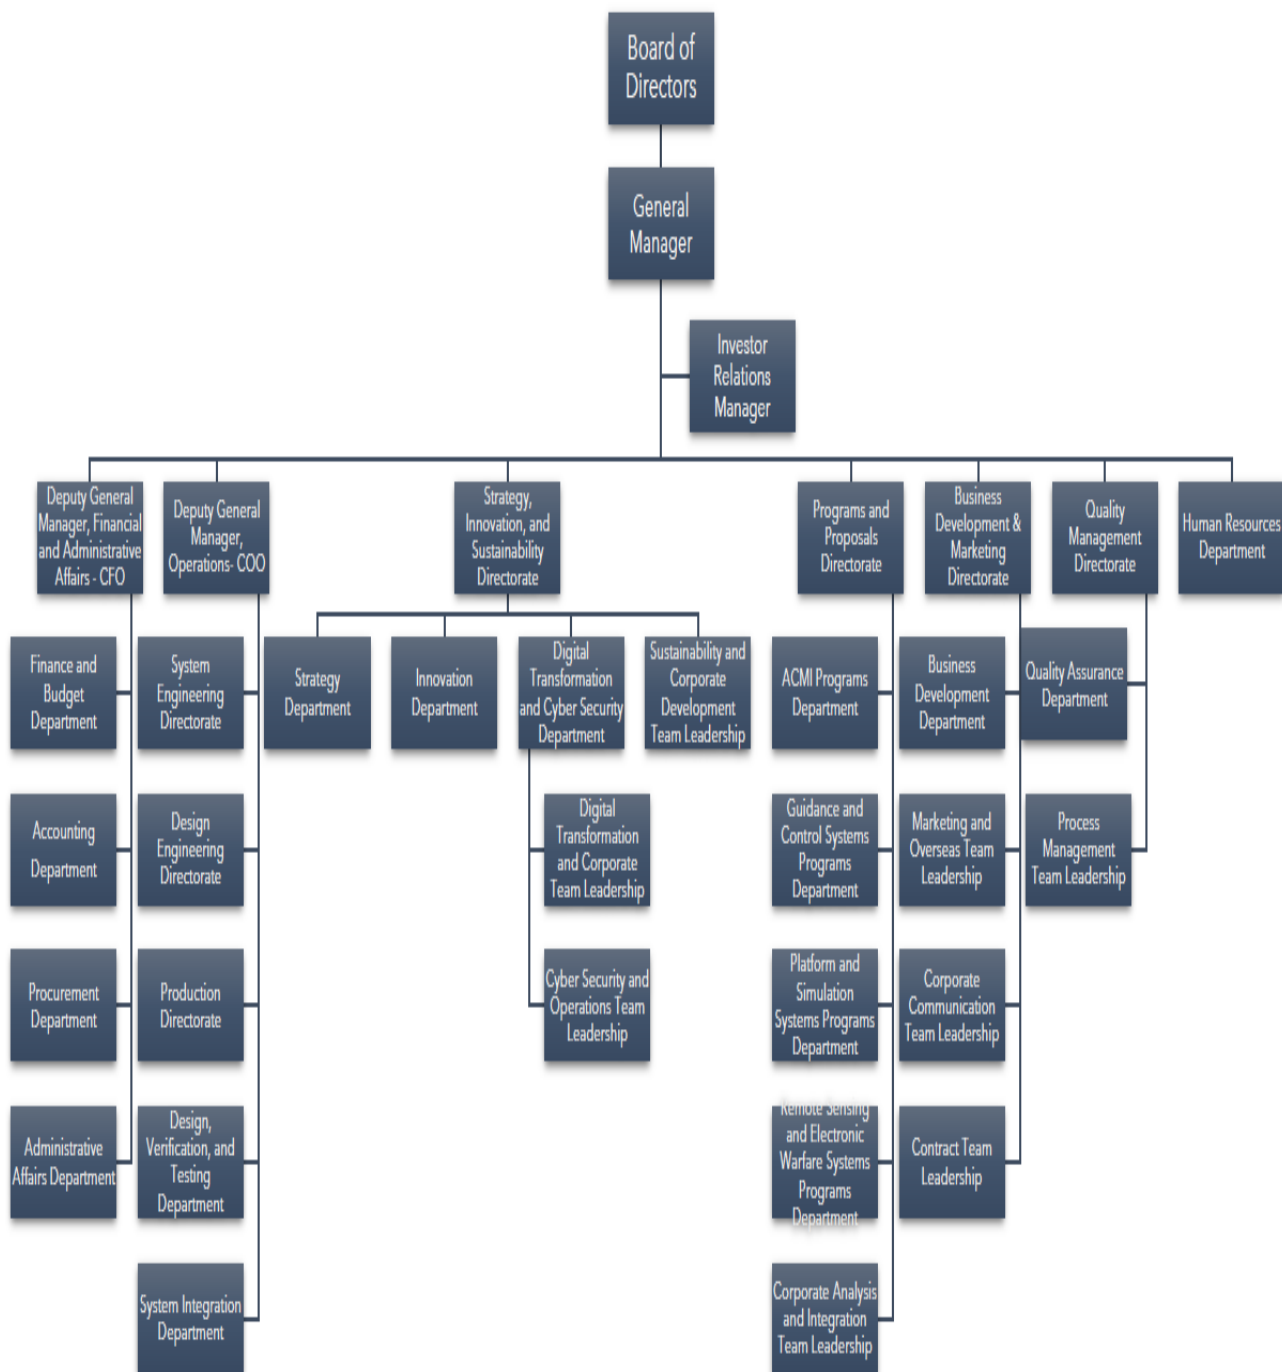 Board of
Directors
General
Manager
Investor
Relations
Manager
Deputy General
Manager, Financial
and Administrative
Affairs - CFO
Deputy General
Manager,
Operations- COO
Strategy,
Innovation, and
Sustainability
Directorate
Programs and
Proposals
Directorate
Business
Development &
Marketing
Directorate
Quality
Management
Directorate
Human Resources
Department
Finance and
Budget
Department
System
Engineering
Directorate
Strategy
Department
Innovation
Department
Digital
Transformation
and Cyber Security
Department
Sustainability and
Corporate
Development
Team Leadership
ACMI Programs
Department
Business
Development
Department
Quality Assurance
Department
Accounting
Department
Design
Engineering
Directorate
Digital
Transformation
and Corporate
Team Leadership
Guidance and
Control Systems
Programs
Department
Marketing and
Overseas Team
Leadership
Process
Management
Team Leadership
Procurement
Department
Production
Directorate
Cyber Security and
Operations Team
Leadership
Platform and
Simulation
Systems Programs
Department
Corporate
Communication
Team Leadership
Administrative
Affairs Department
Design,
Verification, and
Testing
Department
Remote Sensing
and Electronic
Warfare Systems
Programs
Department
Contract Team
Leadership
System Integration
Department
Corporate Analysis
and Integration
Team Leadership